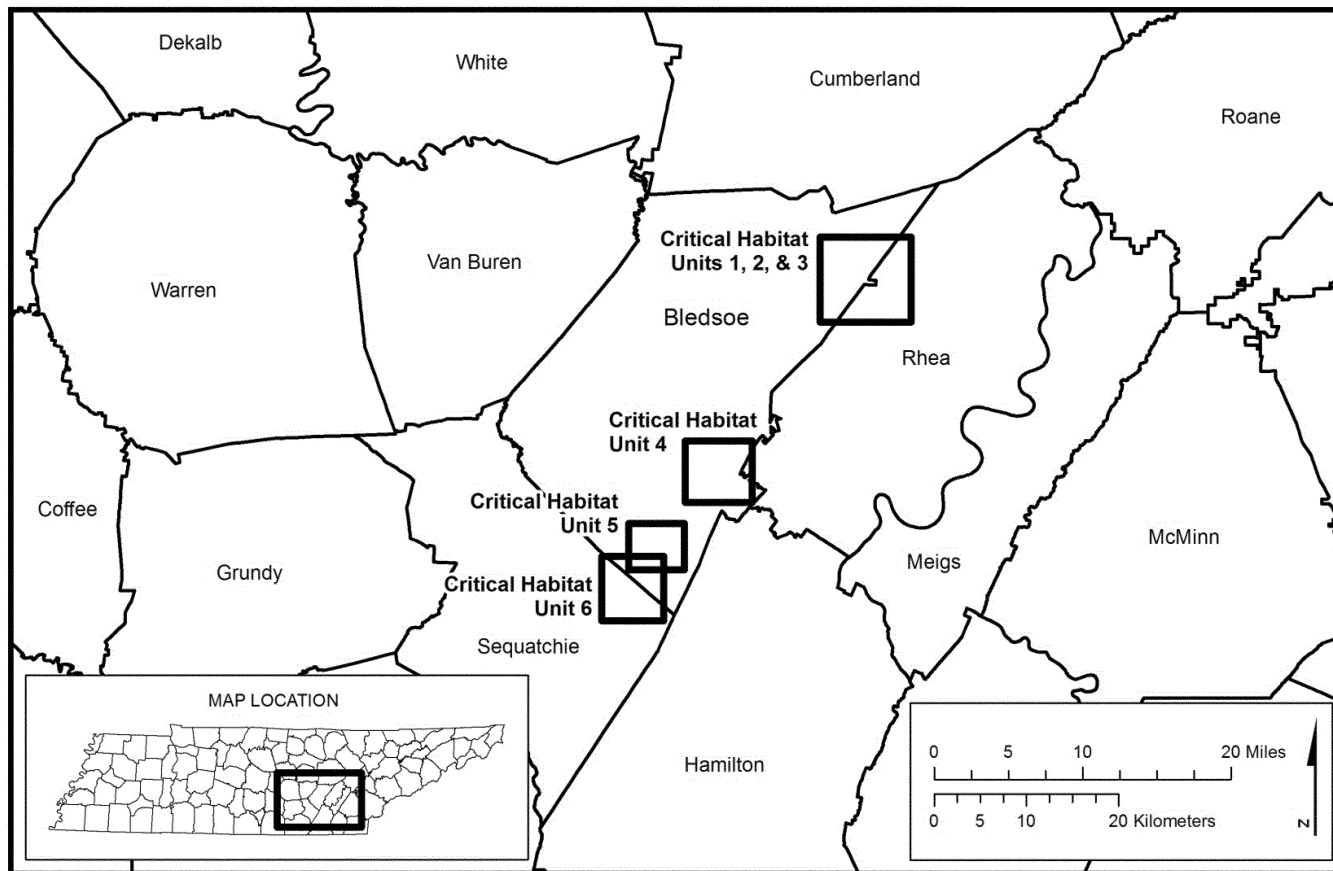 Dekalb
White
Cumberland
Roane
Critical Habitat
Units 1, 2, & 3
Van Buren
Warren
Bledsoe
Rhea
Critical Habitat
Unit 4
Coffee
Critical Habitat
Unit 5
McMinn
Grundy
Meigs
Critical Habitat
Unit 6
Sequatchie
MAP LOCATION
Hamilton
0 5 10 20 Miles
0 5 10 20 Kilometers
N